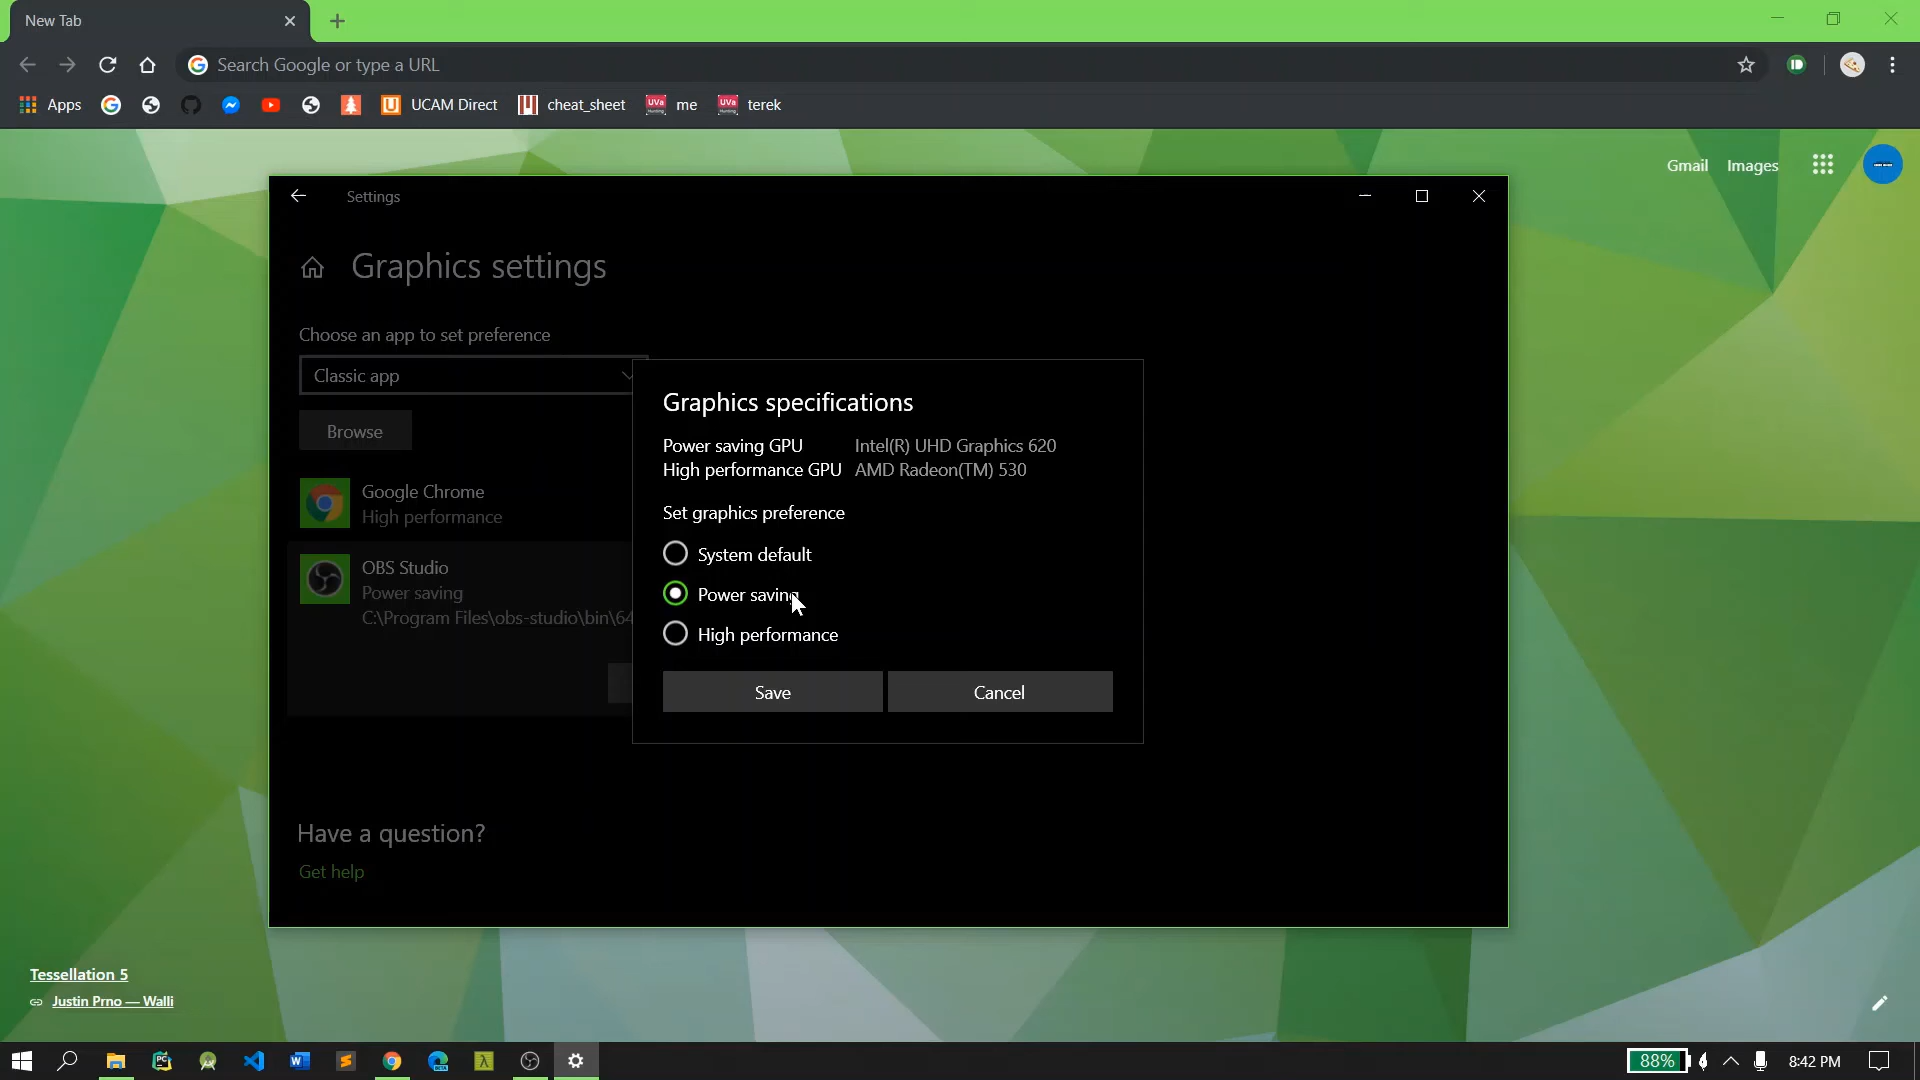 New Tab
Search Google or type a URL
Apps
UCAM Direct
cheat_sheet
UVa
me
UVa
terek
Gmail
Images
Settings
Graphics settings
Choose an app to set preference
Classic app
Browse
Google Chrome
High performance
OBS Studio
Power saving
C:\Program Files\obs-studio\bin\64
Graphics specifications
Power saving GPU Intel(R) UHD Graphics 620
High performance GPU AMD Radeon(TM) 530
Set graphics preference
System default
Power saving
High performance
Save
Cancel
Have a question?
Get help
Tessellation 5
Justin Prno — Walli
88%
8:42 PM